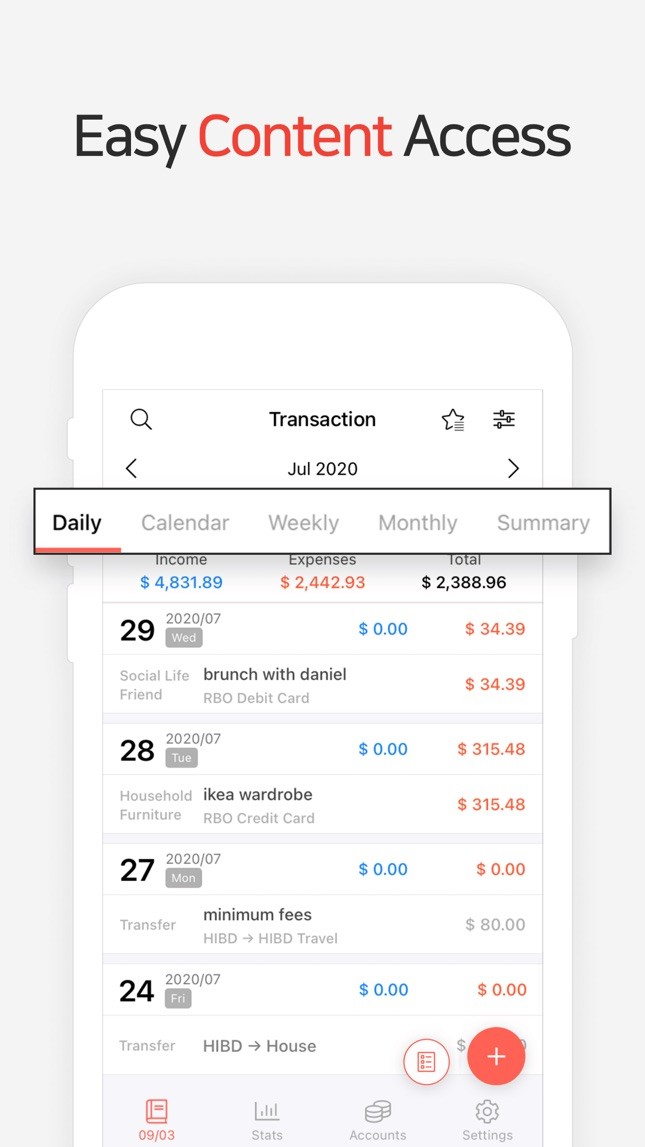 Easy Content Access
Transaction
Jul 2020
Daily Calendar Weekly Monthly Summary
Income Expenses Total
$ 4,831.89 $ 2,442.93 $ 2,388.96
29 2020/07 Wed $ 0.00 $ 34.39
Social Life Friend brunch with daniel RBO Debit Card $ 34.39
28 2020/07 Tue $ 0.00 $ 315.48
Household Furniture ikea wardrobe RBO Credit Card $ 315.48
27 2020/07 Mon $ 0.00 $ 0.00
Transfer minimum fees HIBD → HIBD Travel $ 80.00
24 2020/07 Fri $ 0.00 $ 0.00
Transfer HIBD → House $
09/03 Stats Accounts Settings